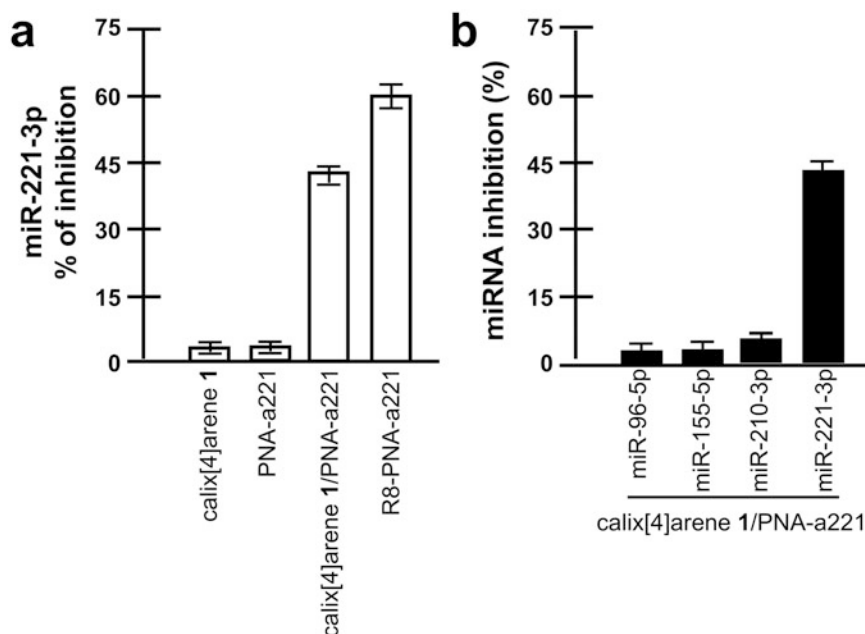 a
miR-221-3p
% of inhibition
75
60
45
30
15
0
calix[4]arene 1
PNA-a221
calix[4]arene 1/PNA-a221
R8-PNA-a221
b
miRNA inhibition (%)
75
60
45
30
15
0
miR-96-5p
miR-155-5p
miR-210-3p
miR-221-3p
calix[4]arene 1/PNA-a221